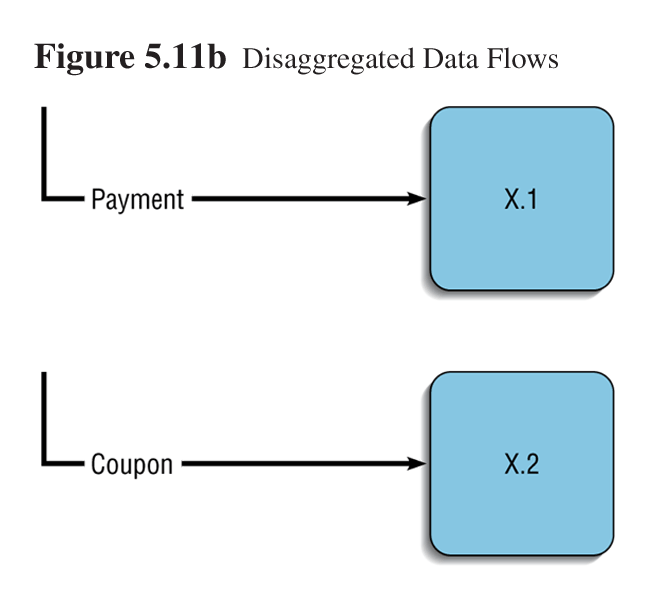 Figure 5.11b Disaggregated Data Flows
Payment
X.1
Coupon
X.2